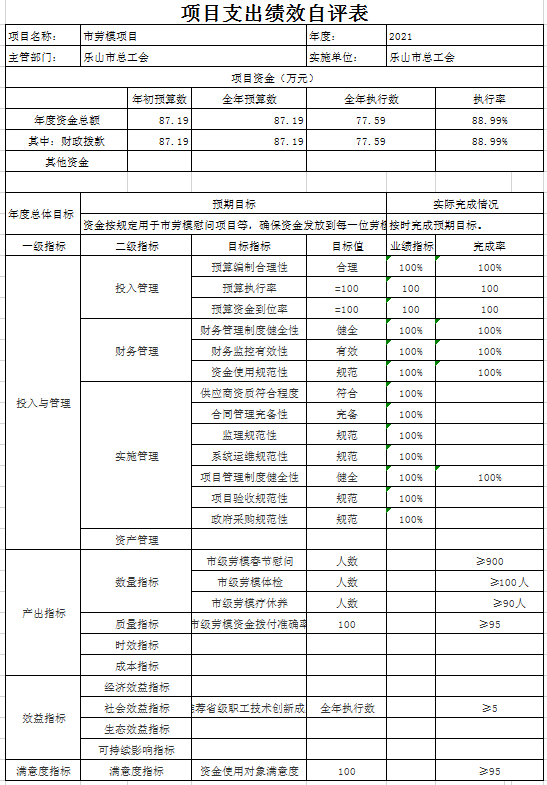 项目支出绩效自评表
项目名称： 市劳模项目 年度： 2021
主管部门： 乐山市总工会 实施单位： 乐山市总工会
项目资金（万元）
年初预算数 全年预算数 全年执行数 执行率
年度资金总额 87.19 87.19 77.59 88.99%
其中：财政拨款 87.19 87.19 77.59 88.99%
其他资金
年度总体目标 预期目标 实际完成情况
资金按规定用于市劳模慰问项目等，确保资金发放到每一位劳模 按时完成预期目标.
一级指标 二级指标 目标指标 目标值 业绩指标 完成率
投入与管理 投入管理 预算编制合理性 合理 100% 100%
预算执行率 =100 100 100
预算资金到位率 =100 100 100
财务管理 财务管理制度健全性 健全 100% 100%
财务监控有效性 有效 100% 100%
资金使用规范性 规范 100% 100%
实施管理 供应商资质符合程度 符合 100%
合同管理完备性 完备 100%
监理规范性 规范 100%
系统运维规范性 规范 100%
项目管理制度健全性 健全 100% 100%
项目验收规范性 规范 100%
政府采购规范性 规范 100%
资产管理
产出指标 数量指标 市级劳模春节慰问 人数 ≥900
市级劳模体检 人数 ≥100人
市级劳模疗休养 人数 ≥90人
质量指标 市级劳模资金拨付准确率 100 ≥95
时效指标
成本指标
效益指标 经济效益指标
社会效益指标 荐省级职工技术创新成 全年执行数 ≥5
生态效益指标
可持续影响指标
满意度指标 满意度指标 资金使用对象满意度 100 ≥95